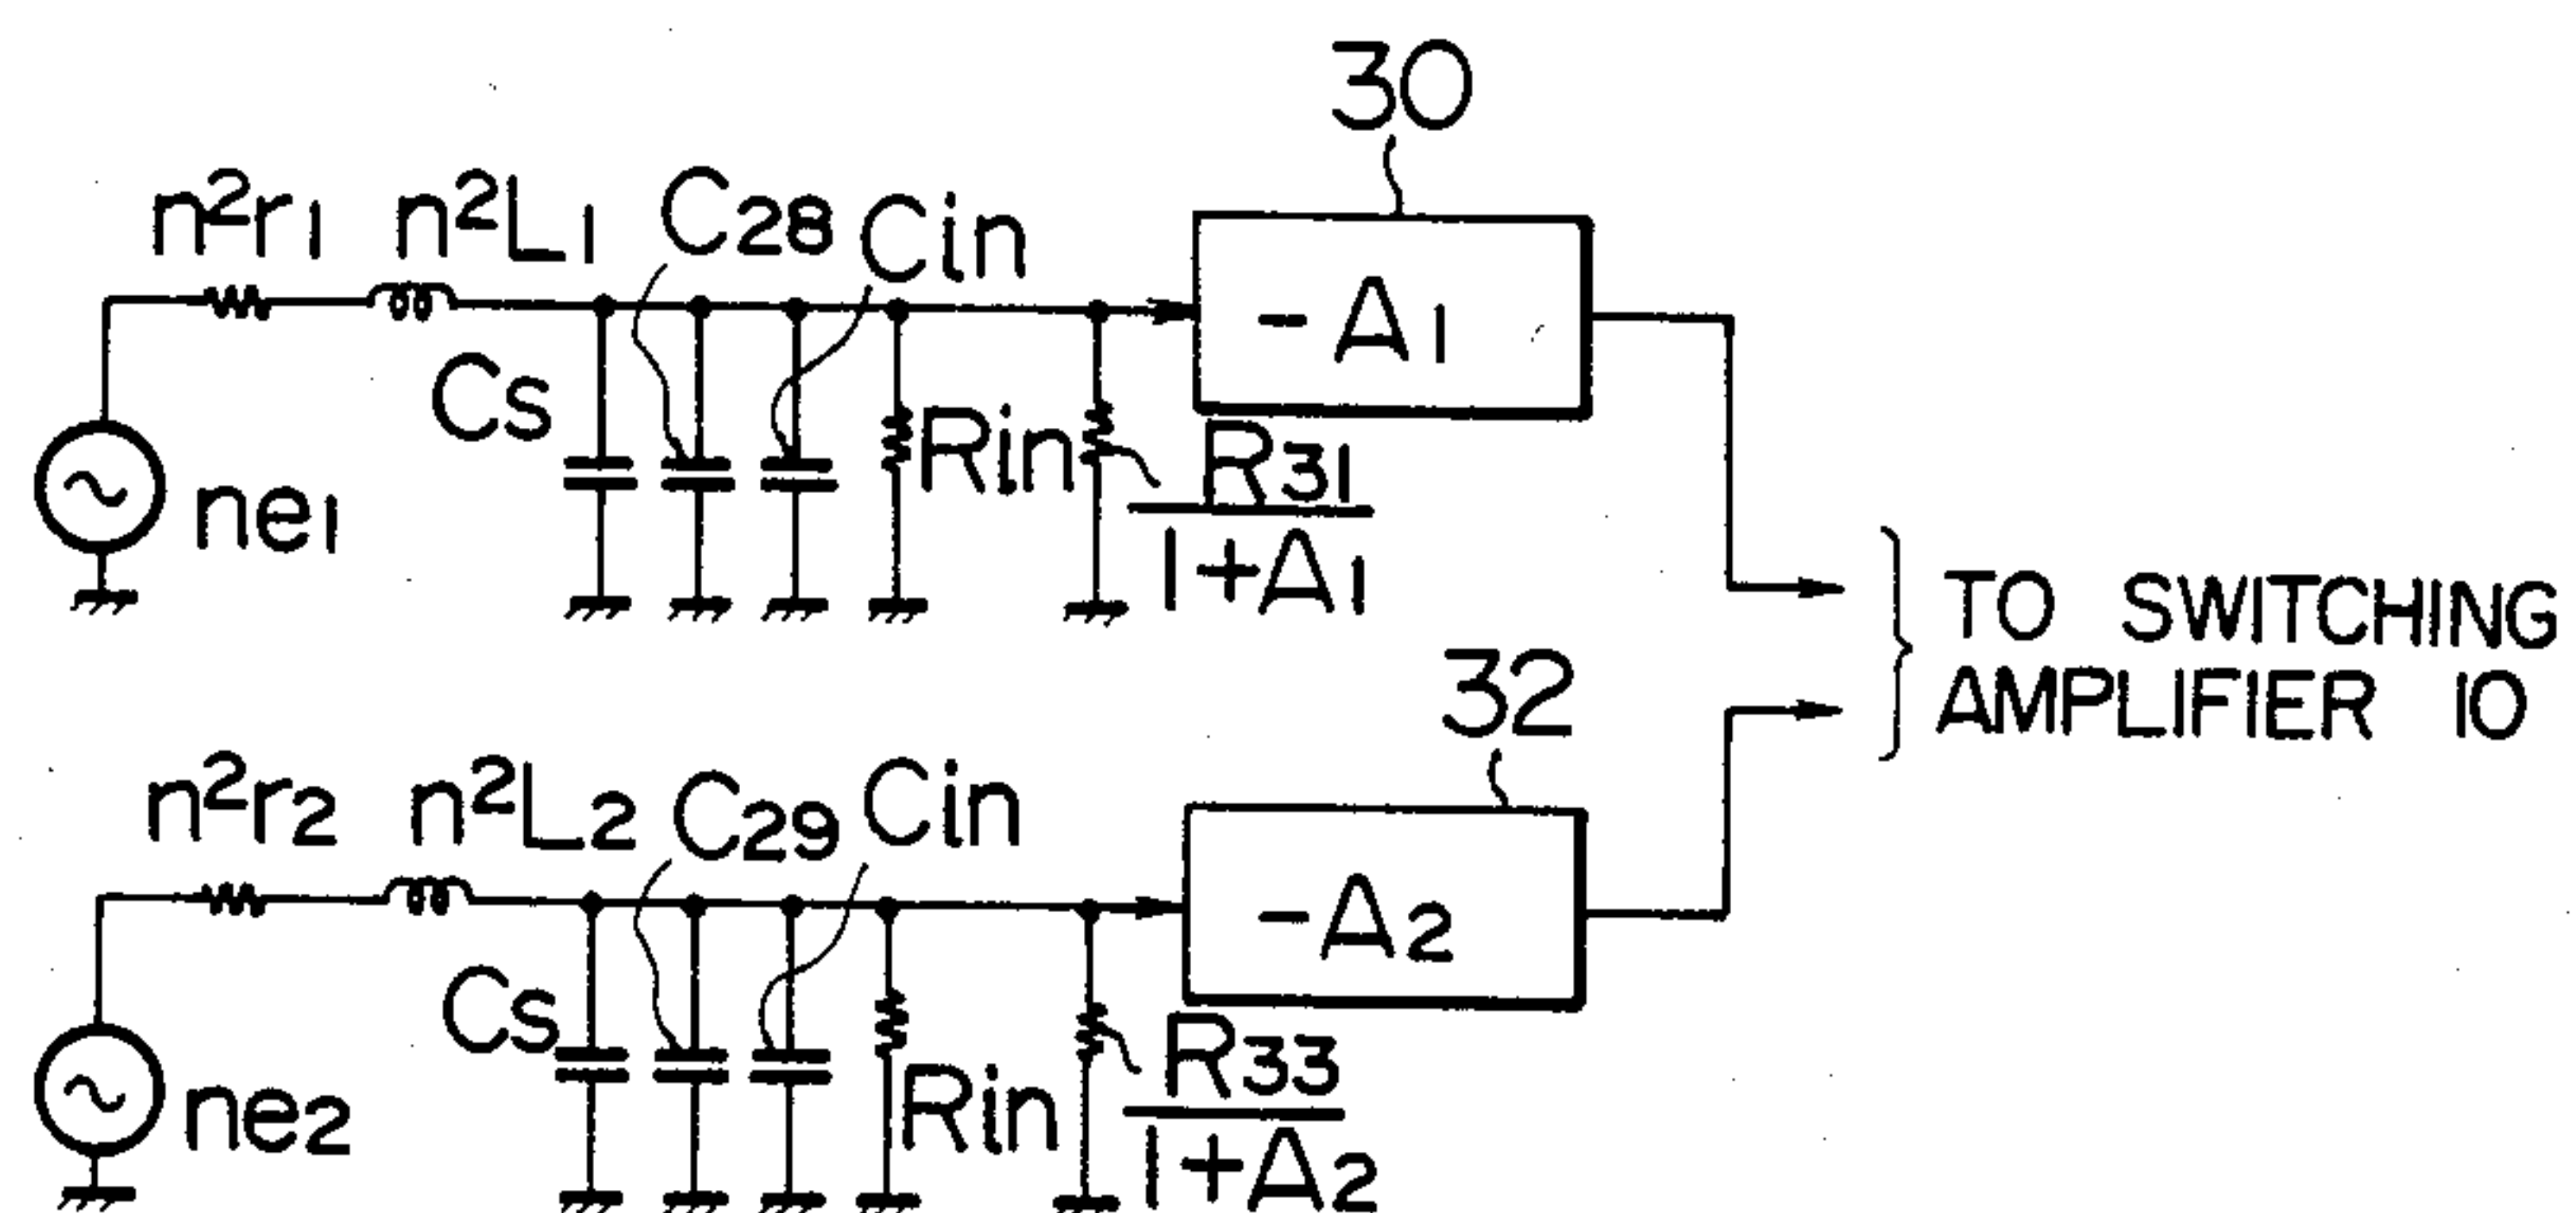 30
n²r₁ n²L₁ C₂₈ Cin
-A₁
Cs
Rin
R₃₁
1+A₁
ne₁
TO SWITCHING
AMPLIFIER 10
32
n²r₂ n²L₂ C₂₉ Cin
-A₂
Cs
Rin
R₃₃
1+A₂
ne₂